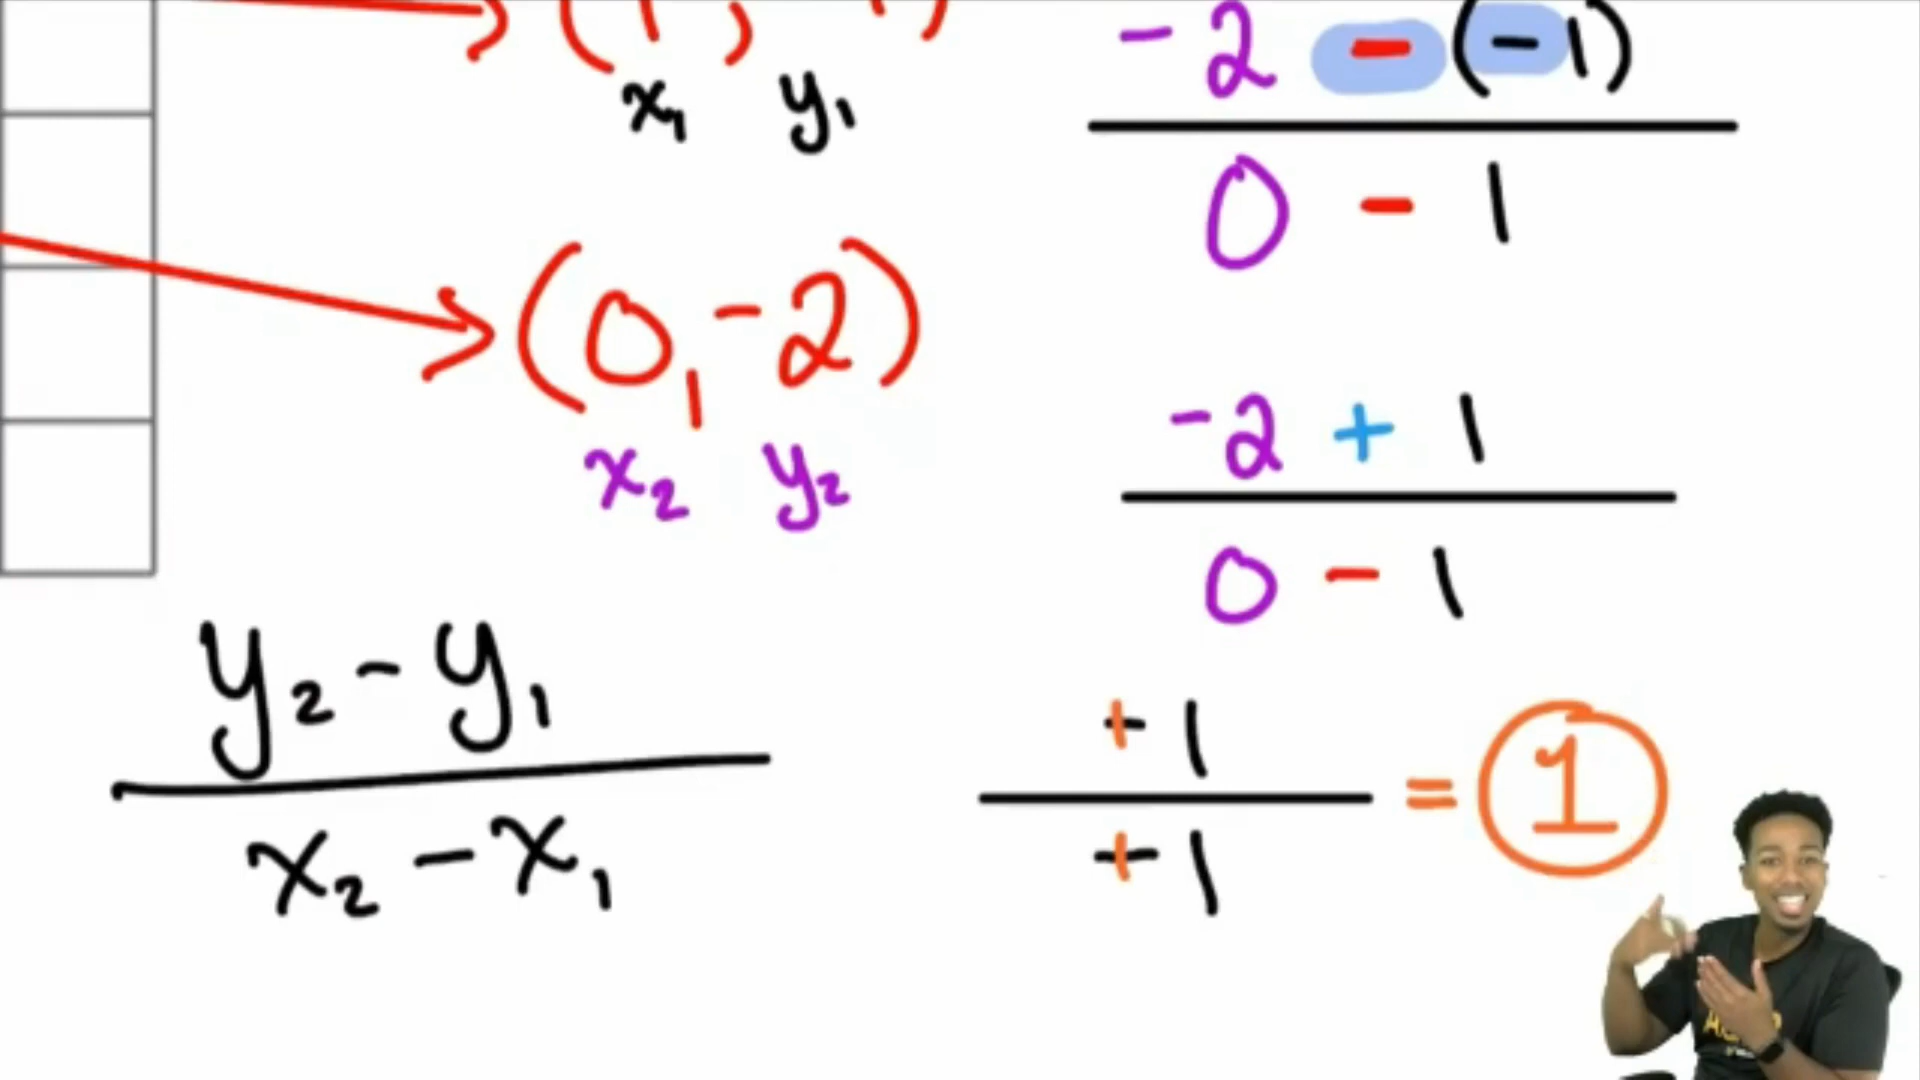 x₁ y₁
(0, -2)
x₂ y₂
y₂ - y₁
x₂ - x₁
-2 - (-1)
0 - 1
-2 + 1
0 - 1
+1
+1
= 1